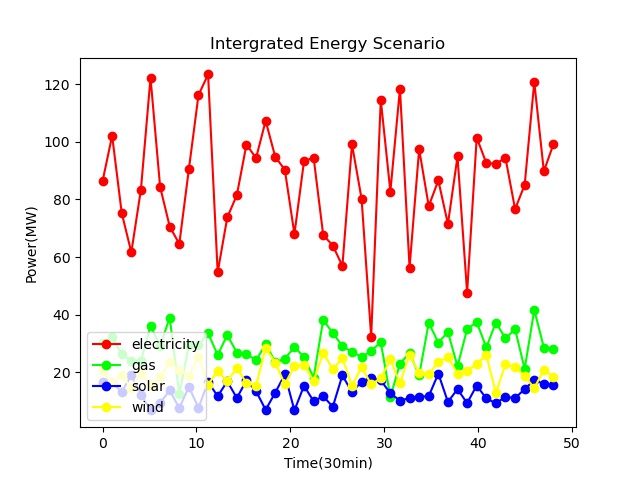 Intergrated Energy Scenario
Power(MW)
120
100
80
60
40
20
electricity
gas
solar
wind
0
10
20
30
40
50
Time(30min)